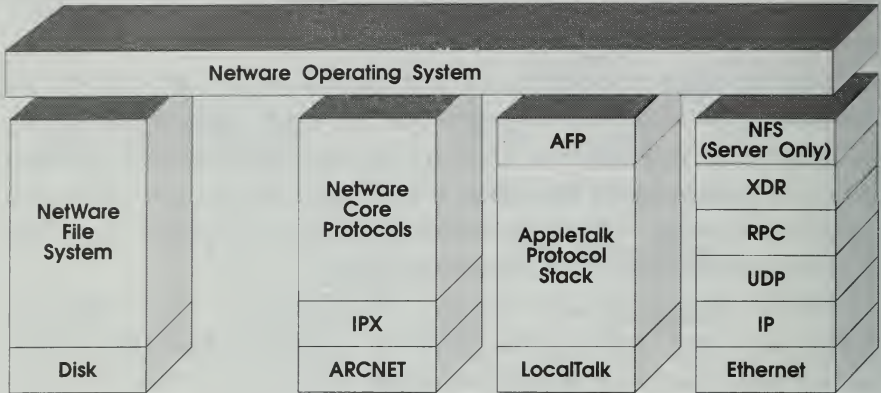 Netware Operating System
NetWare
File
System
Disk
Netware
Core
Protocols
IPX
ARCNET
AFP
AppleTalk
Protocol
Stack
LocalTalk
NFS
(Server Only)
XDR
RPC
UDP
IP
Ethernet